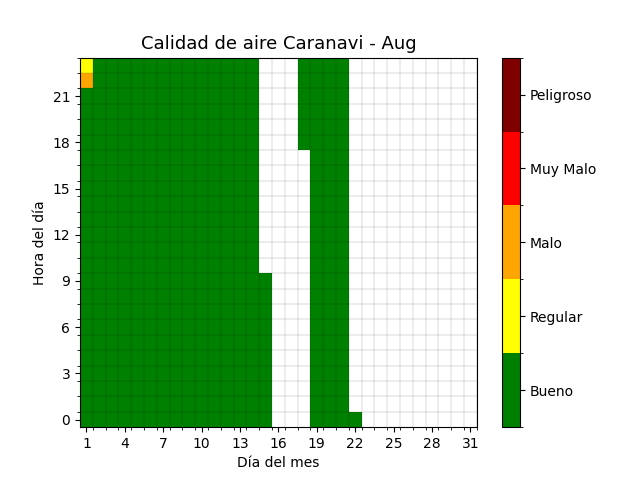 Calidad de aire Caranavi - Aug
Hora del día
21
18
15
12
9
6
3
0
1 4 7 10 13 16 19 22 25 28 31
Día del mes
Peligroso
Muy Malo
Malo
Regular
Bueno